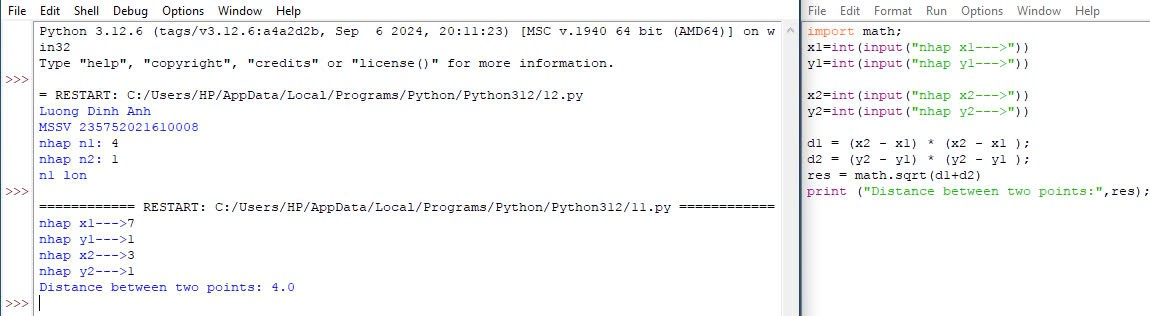 File Edit Shell Debug Options Window Help
Python 3.12.6 (tags/v3.12.6:a4a2d2b, Sep  6 2024, 20:11:23) [MSC v.1940 64 bit (AMD64)] on w
in32
Type "help", "copyright", "credits" or "license()" for more information.
>>>
= RESTART: C:/Users/HP/AppData/Local/Programs/Python/Python312/12.py
Luong Dinh Anh
MSSV 235752021610008
nhap n1: 4
nhap n2: 1
n1 lon
>>>
============ RESTART: C:/Users/HP/AppData/Local/Programs/Python/Python312/11.py ============
nhap x1--->7
nhap y1--->1
nhap x2--->3
nhap y2--->1
Distance between two points: 4.0
>>>
File Edit Format Run Options Window Help
import math;
x1=int(input("nhap x1--->"))
y1=int(input("nhap y1--->"))
x2=int(input("nhap x2--->"))
y2=int(input("nhap y2--->"))
d1 = (x2 - x1) * (x2 - x1 );
d2 = (y2 - y1) * (y2 - y1 );
res = math.sqrt(d1+d2)
print ("Distance between two points:",res);